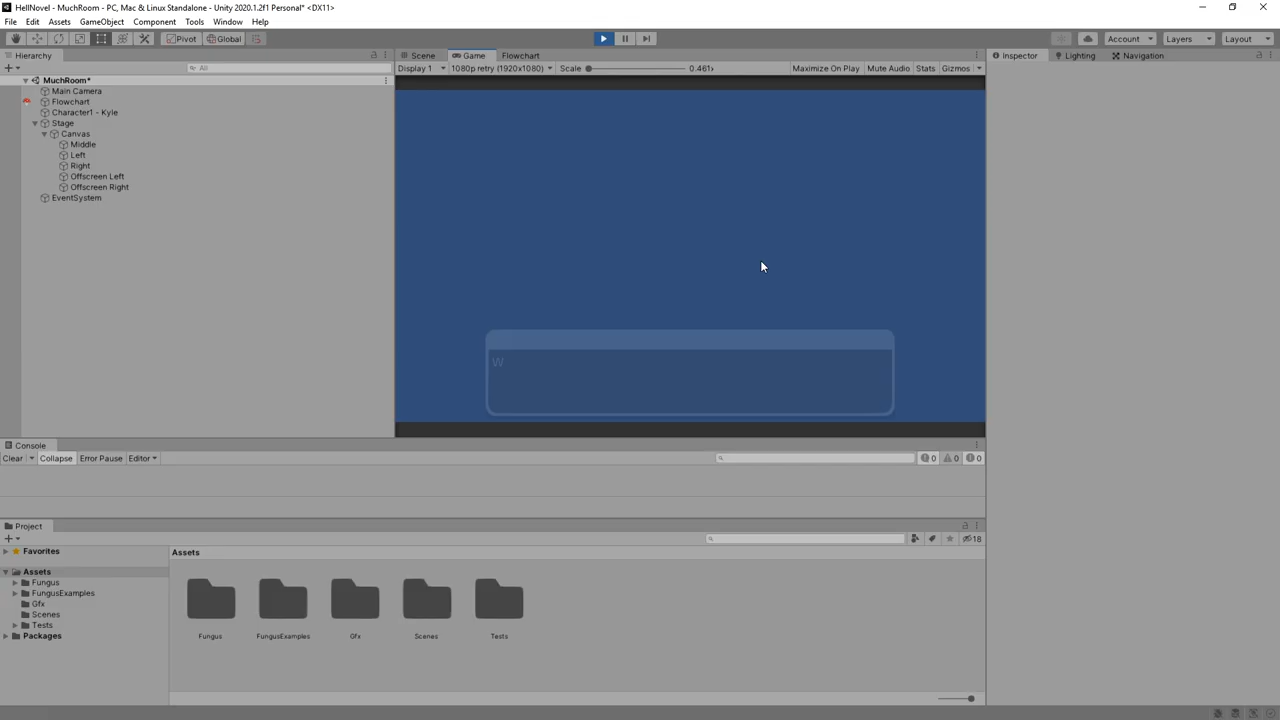 HellNovel - MuchRoom - PC, Mac & Linux Standalone - Unity 2020.1.2f1 Personal* <DX11>
File Edit Assets GameObject Component Tools Window Help
Pivot Global Account Layers Layout
Hierarchy Scene Game Flowchart Inspector Lighting Navigation
All Display 1 1080p retry (1920x1080) Scale 0.461x Maximize On Play Mute Audio Stats Gizmos
MuchRoom*
Main Camera
Flowchart
Character1 - Kyle
Stage
Canvas
Middle
Left
Right
Offscreen Left
Offscreen Right
EventSystem
W
Console
Clear Collapse Error Pause Editor 0 0 0
Project
18
Favorites Assets
Assets
Fungus
FungusExamples
Gfx
Scenes
Tests
Packages
Fungus FungusExamples Gfx Scenes Tests